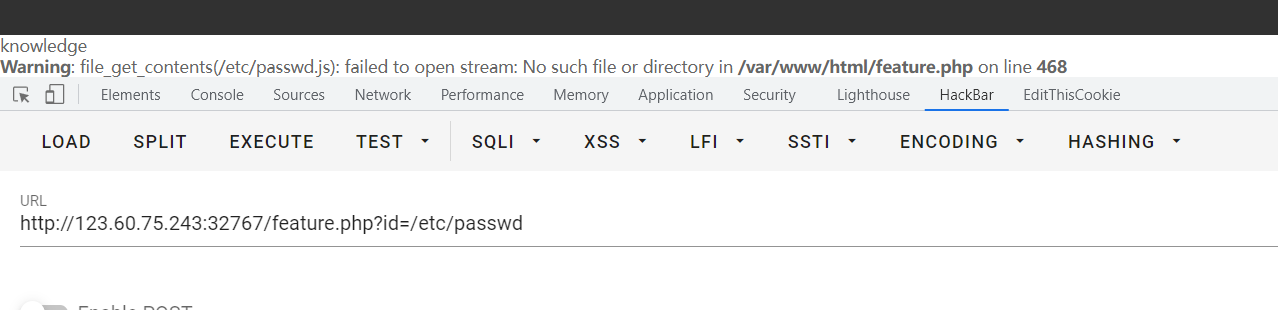 knowledge
Warning: file_get_contents(/etc/passwd.js): failed to open stream: No such file or directory in /var/www/html/feature.php on line 468
Elements Console Sources Network Performance Memory Application Security Lighthouse HackBar EditThisCookie
LOAD SPLIT EXECUTE TEST SQLI XSS LFI SSTI ENCODING HASHING
URL
http://123.60.75.243:32767/feature.php?id=/etc/passwd
Enable POST